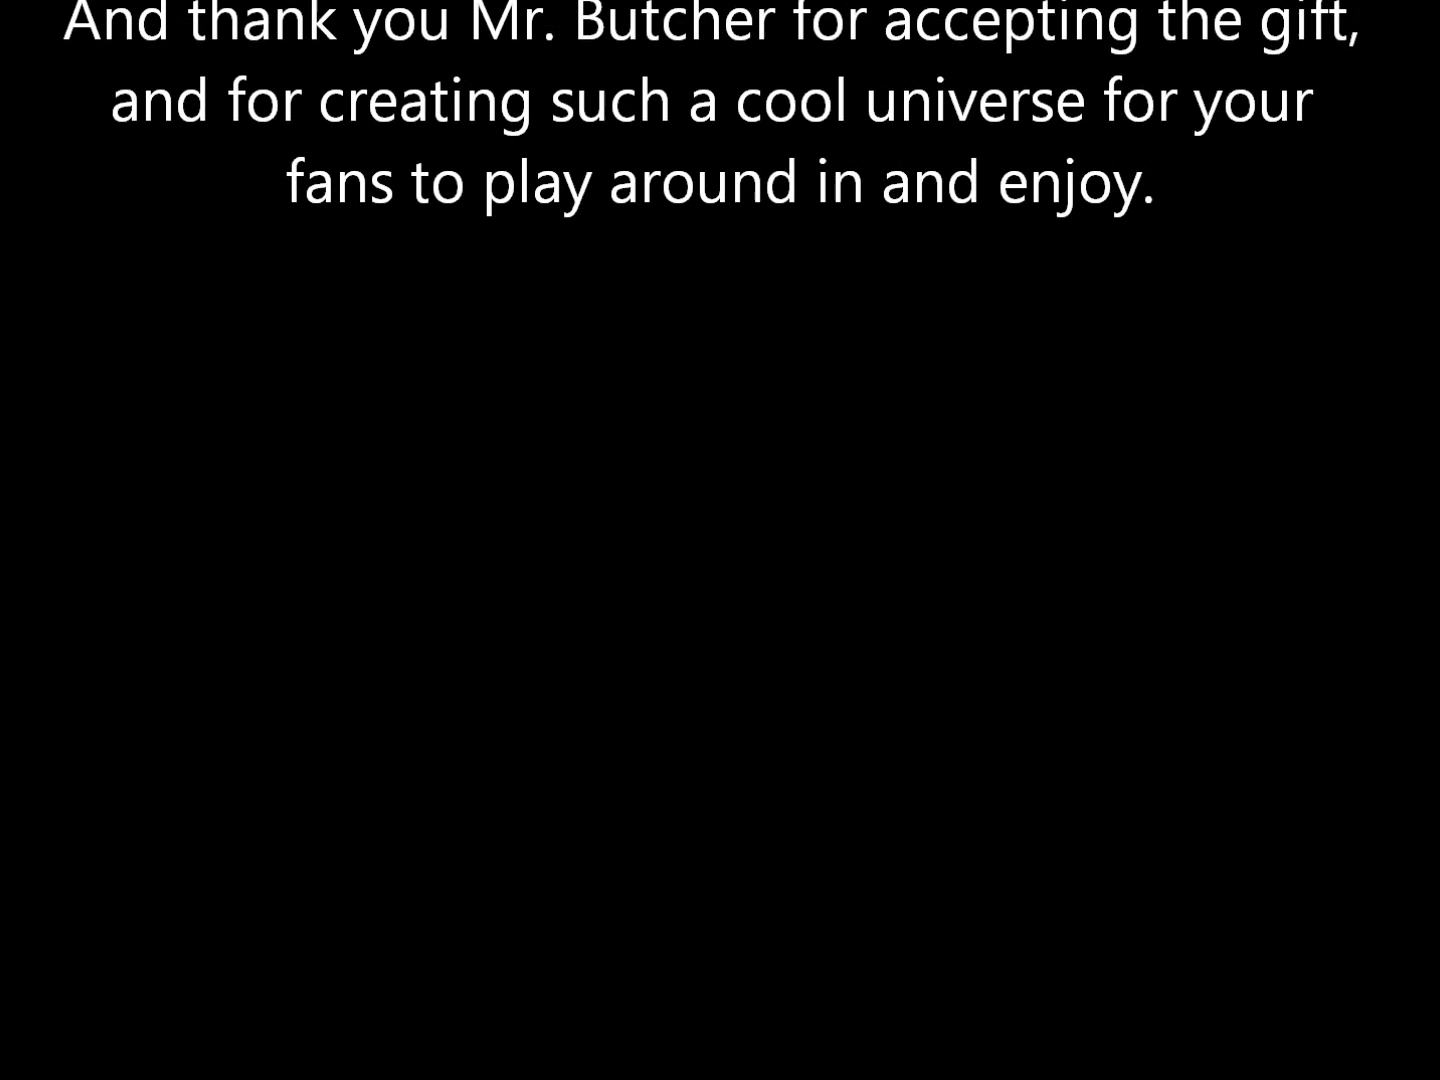 And thank you Mr. Butcher for accepting the gift,
and for creating such a cool universe for your
fans to play around in and enjoy.